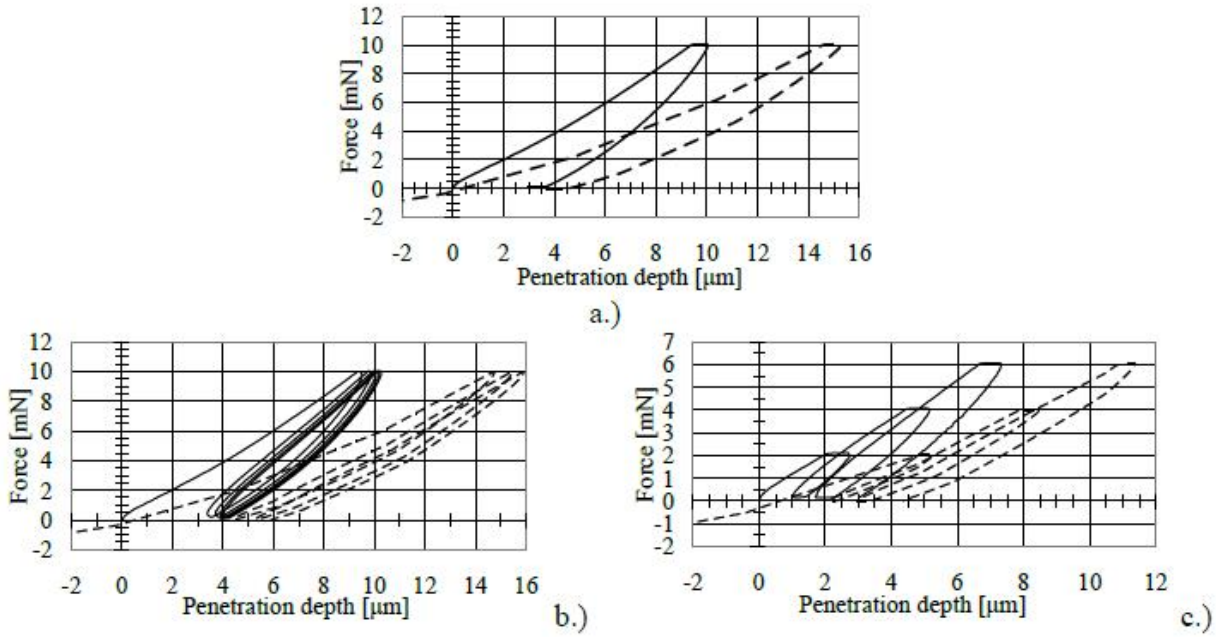 12
10
8
6
4
2
0
-2
Force [mN]
-2 0 2 4 6 8 10 12 14 16
Penetration depth [μm]
a.)
12
10
8
6
4
2
0
-2
Force [mN]
-2 0 2 4 6 8 10 12 14 16
Penetration depth [μm]
b.)
7
6
5
4
3
2
1
0
-1
-2
Force [mN]
-2 0 2 4 6 8 10 12
Penetration depth [μm]
c.)